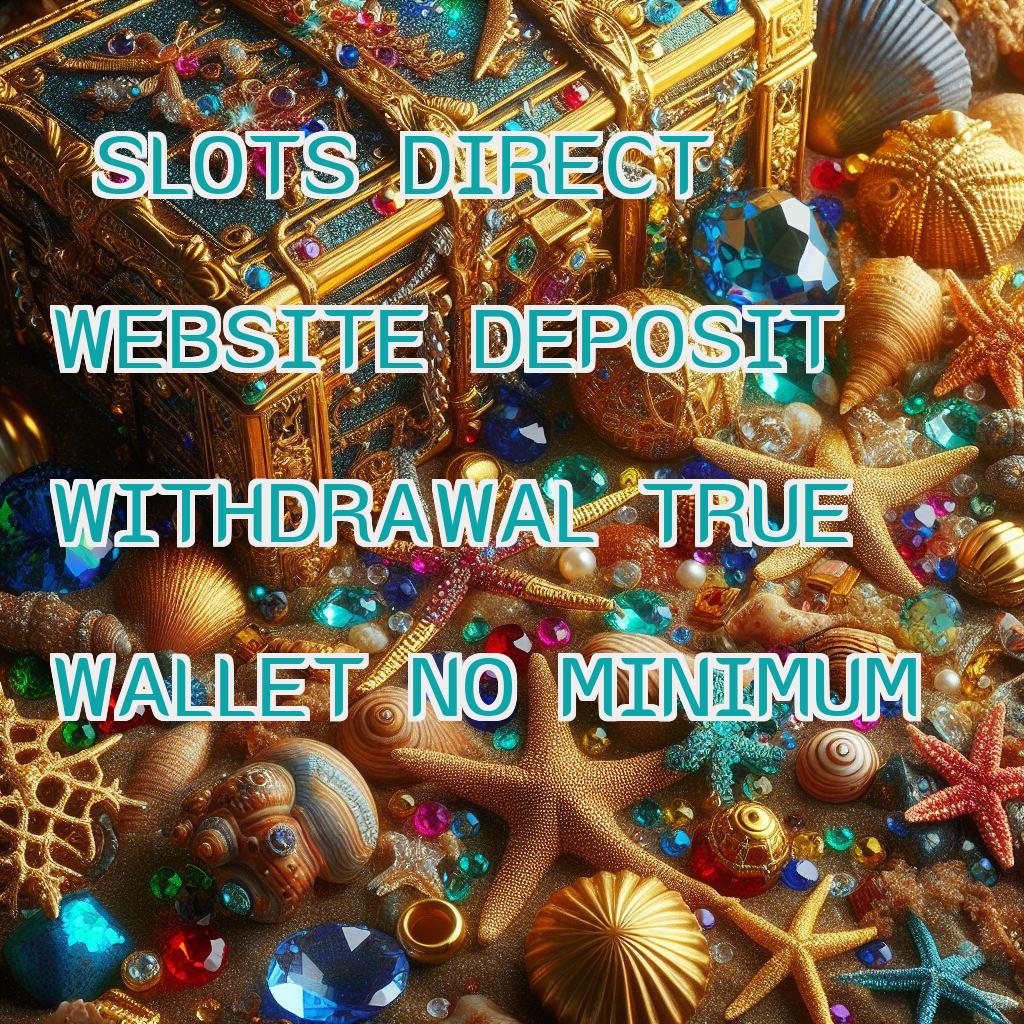 SLOTS DIRECT
WEBSITE DEPOSIT
WITHDRAWAL TRUE
WALLET NO MINIMUM